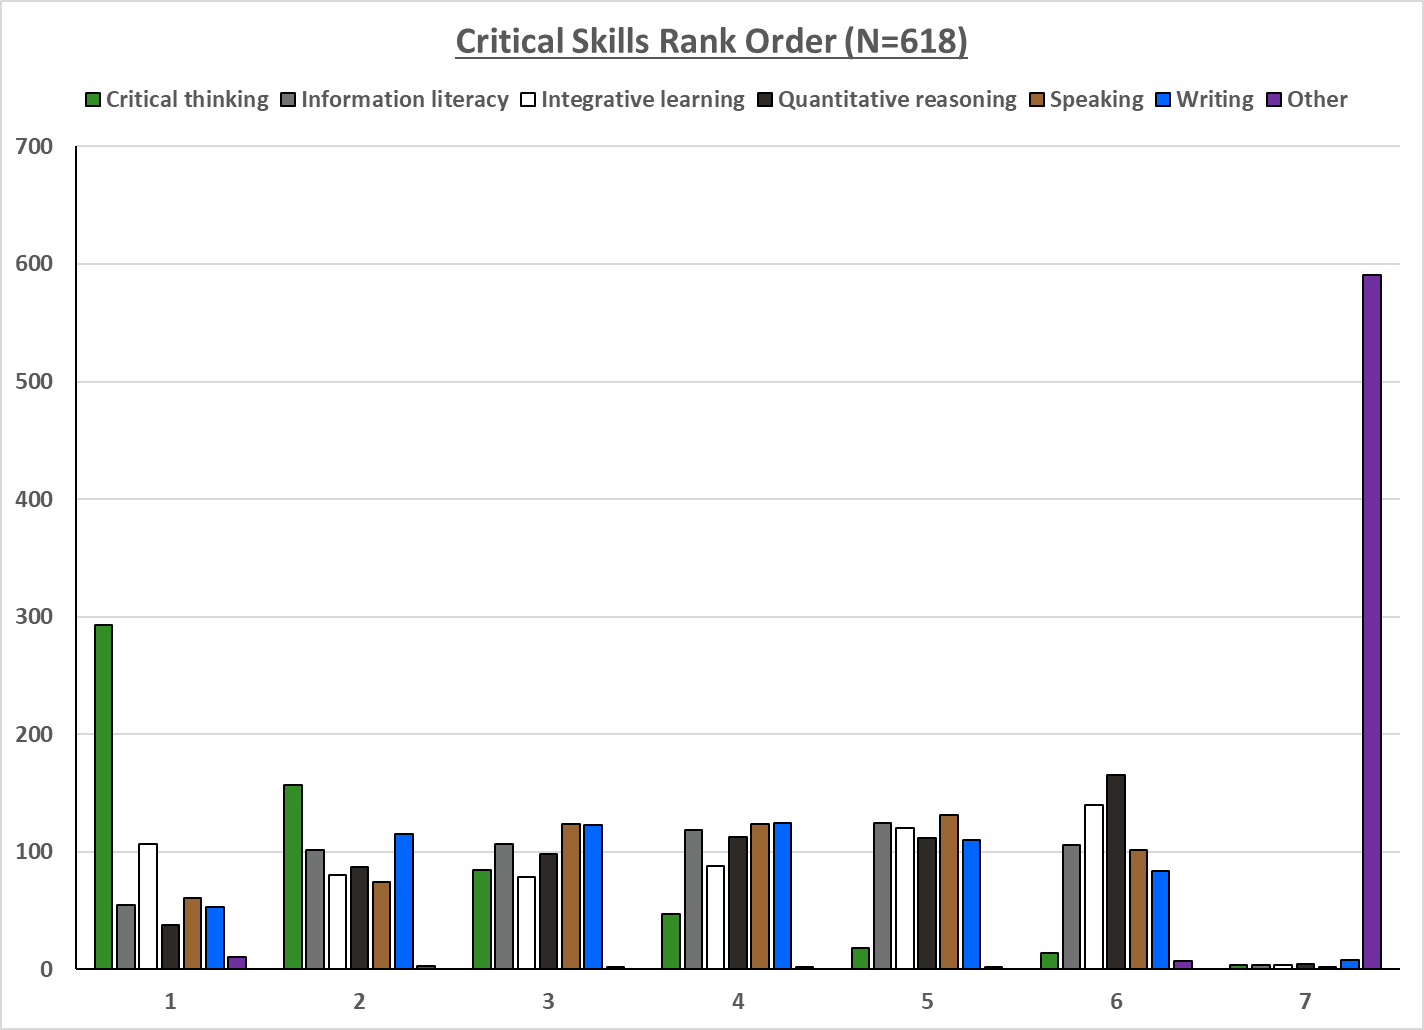 Critical Skills Rank Order (N=618)
Critical thinking Information literacy Integrative learning Quantitative reasoning Speaking Writing Other
700
600
500
400
300
200
100
0
1 2 3 4 5 6 7